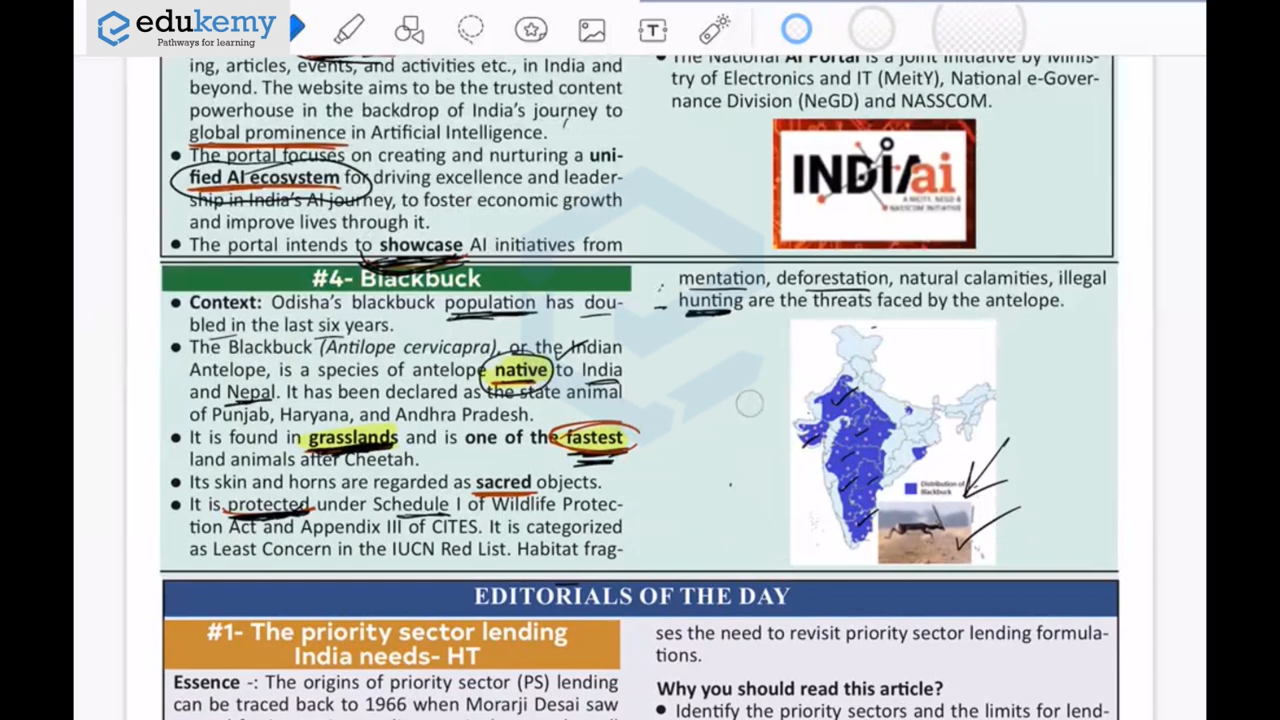 edukemy
Pathways for learning
ing, articles, events, and activities etc., in India and
beyond. The website aims to be the trusted content
powerhouse in the backdrop of India's journey to
global prominence in Artificial Intelligence.
• The portal focuses on creating and nurturing a uni-
fied AI ecosystem for driving excellence and leader-
ship in India's AI journey, to foster economic growth
and improve lives through it.
• The portal intends to showcase AI initiatives from
• The National AI Portal is a joint initiative by Minis-
try of Electronics and IT (MeitY), National e-Gover-
nance Division (NeGD) and NASSCOM.
INDIAai
A MEITY, NEGD &
NASSCOM INITIATIVE
#4- Blackbuck
• Context: Odisha's blackbuck population has dou-
bled in the last six years.
• The Blackbuck (Antilope cervicapra), or the Indian
Antelope, is a species of antelope native to India
and Nepal. It has been declared as the state animal
of Punjab, Haryana, and Andhra Pradesh.
• It is found in grasslands and is one of the fastest
land animals after Cheetah.
• Its skin and horns are regarded as sacred objects.
• It is protected under Schedule I of Wildlife Protec-
tion Act and Appendix III of CITES. It is categorized
as Least Concern in the IUCN Red List. Habitat frag-
mentation, deforestation, natural calamities, illegal
hunting are the threats faced by the antelope.
Distribution of
Blackbuck
EDITORIALS OF THE DAY
#1- The priority sector lending
India needs- HT
Essence -: The origins of priority sector (PS) lending
can be traced back to 1966 when Morarji Desai saw
ses the need to revisit priority sector lending formula-
tions.
Why you should read this article?
• Identify the priority sectors and the limits for lend-